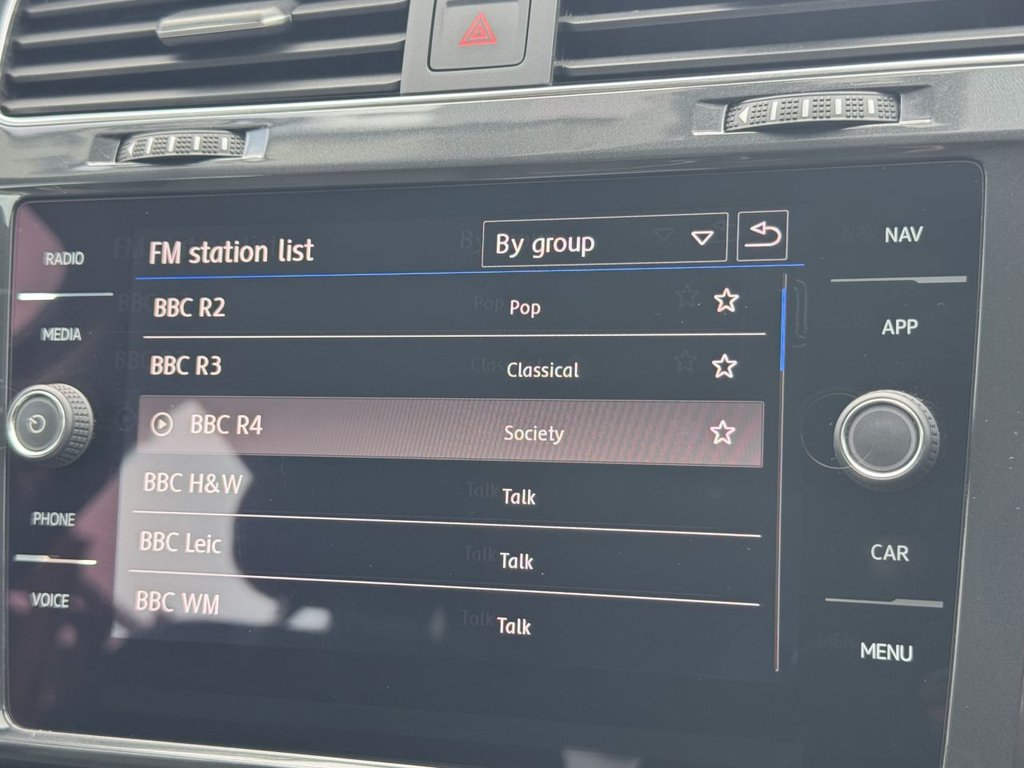 RADIO
MEDIA
PHONE
VOICE
FM station list By group
BBC R2 Pop
BBC R3 Classical
BBC R4 Society
BBC H&W Talk
BBC Leic Talk
BBC WM Talk
NAV
APP
CAR
MENU